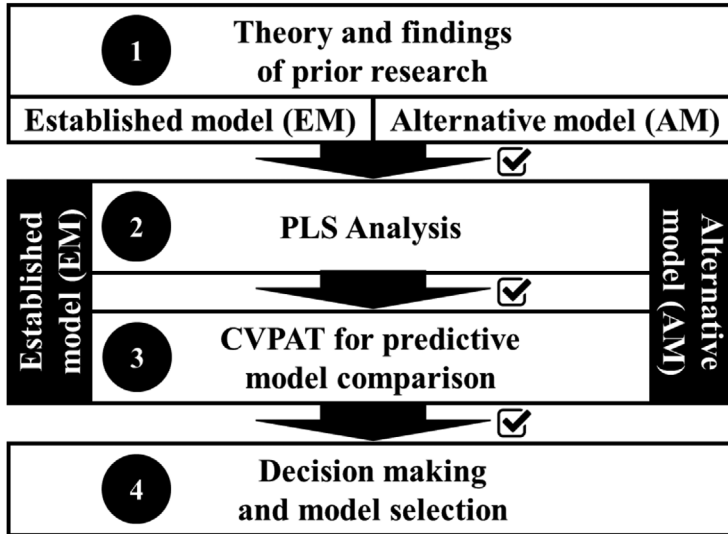 1
Theory and findings
of prior research
Established model (EM)
Alternative model (AM)
Established
model (EM)
2
PLS Analysis
3
CVPAT for predictive
model comparison
Alternative
model (AM)
4
Decision making
and model selection